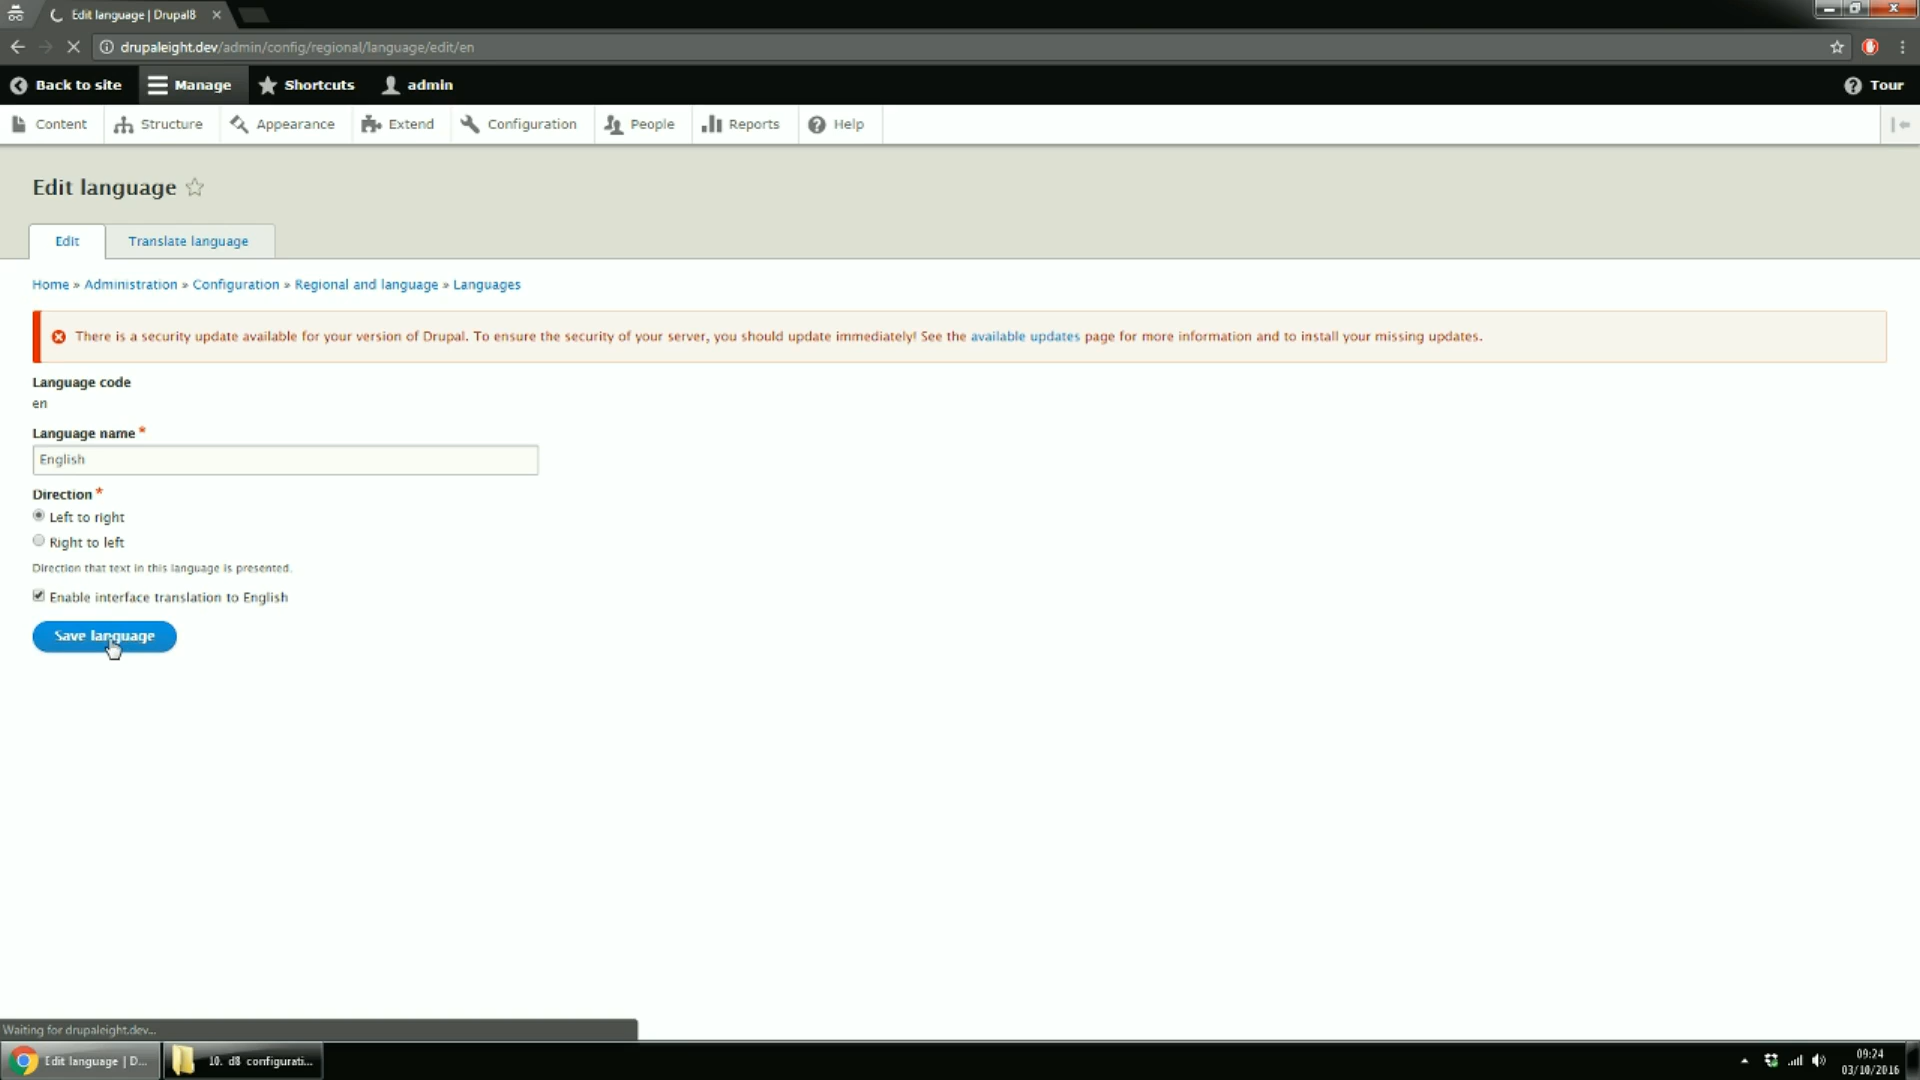 Edit language | Drupal8
drupaleight.dev/admin/config/regional/language/edit/en
Back to site Manage Shortcuts admin Tour
Content Structure Appearance Extend Configuration People Reports Help
Edit language
Edit Translate language
Home » Administration » Configuration » Regional and language » Languages
There is a security update available for your version of Drupal. To ensure the security of your server, you should update immediately! See the available updates page for more information and to install your missing updates.
Language code
en
Language name *
English
Direction *
Left to right
Right to left
Direction that text in this language is presented.
Enable interface translation to English
Save language
Waiting for drupaleight.dev...
Edit language | D... 10. d8 configurati... 09:24
03/10/2016